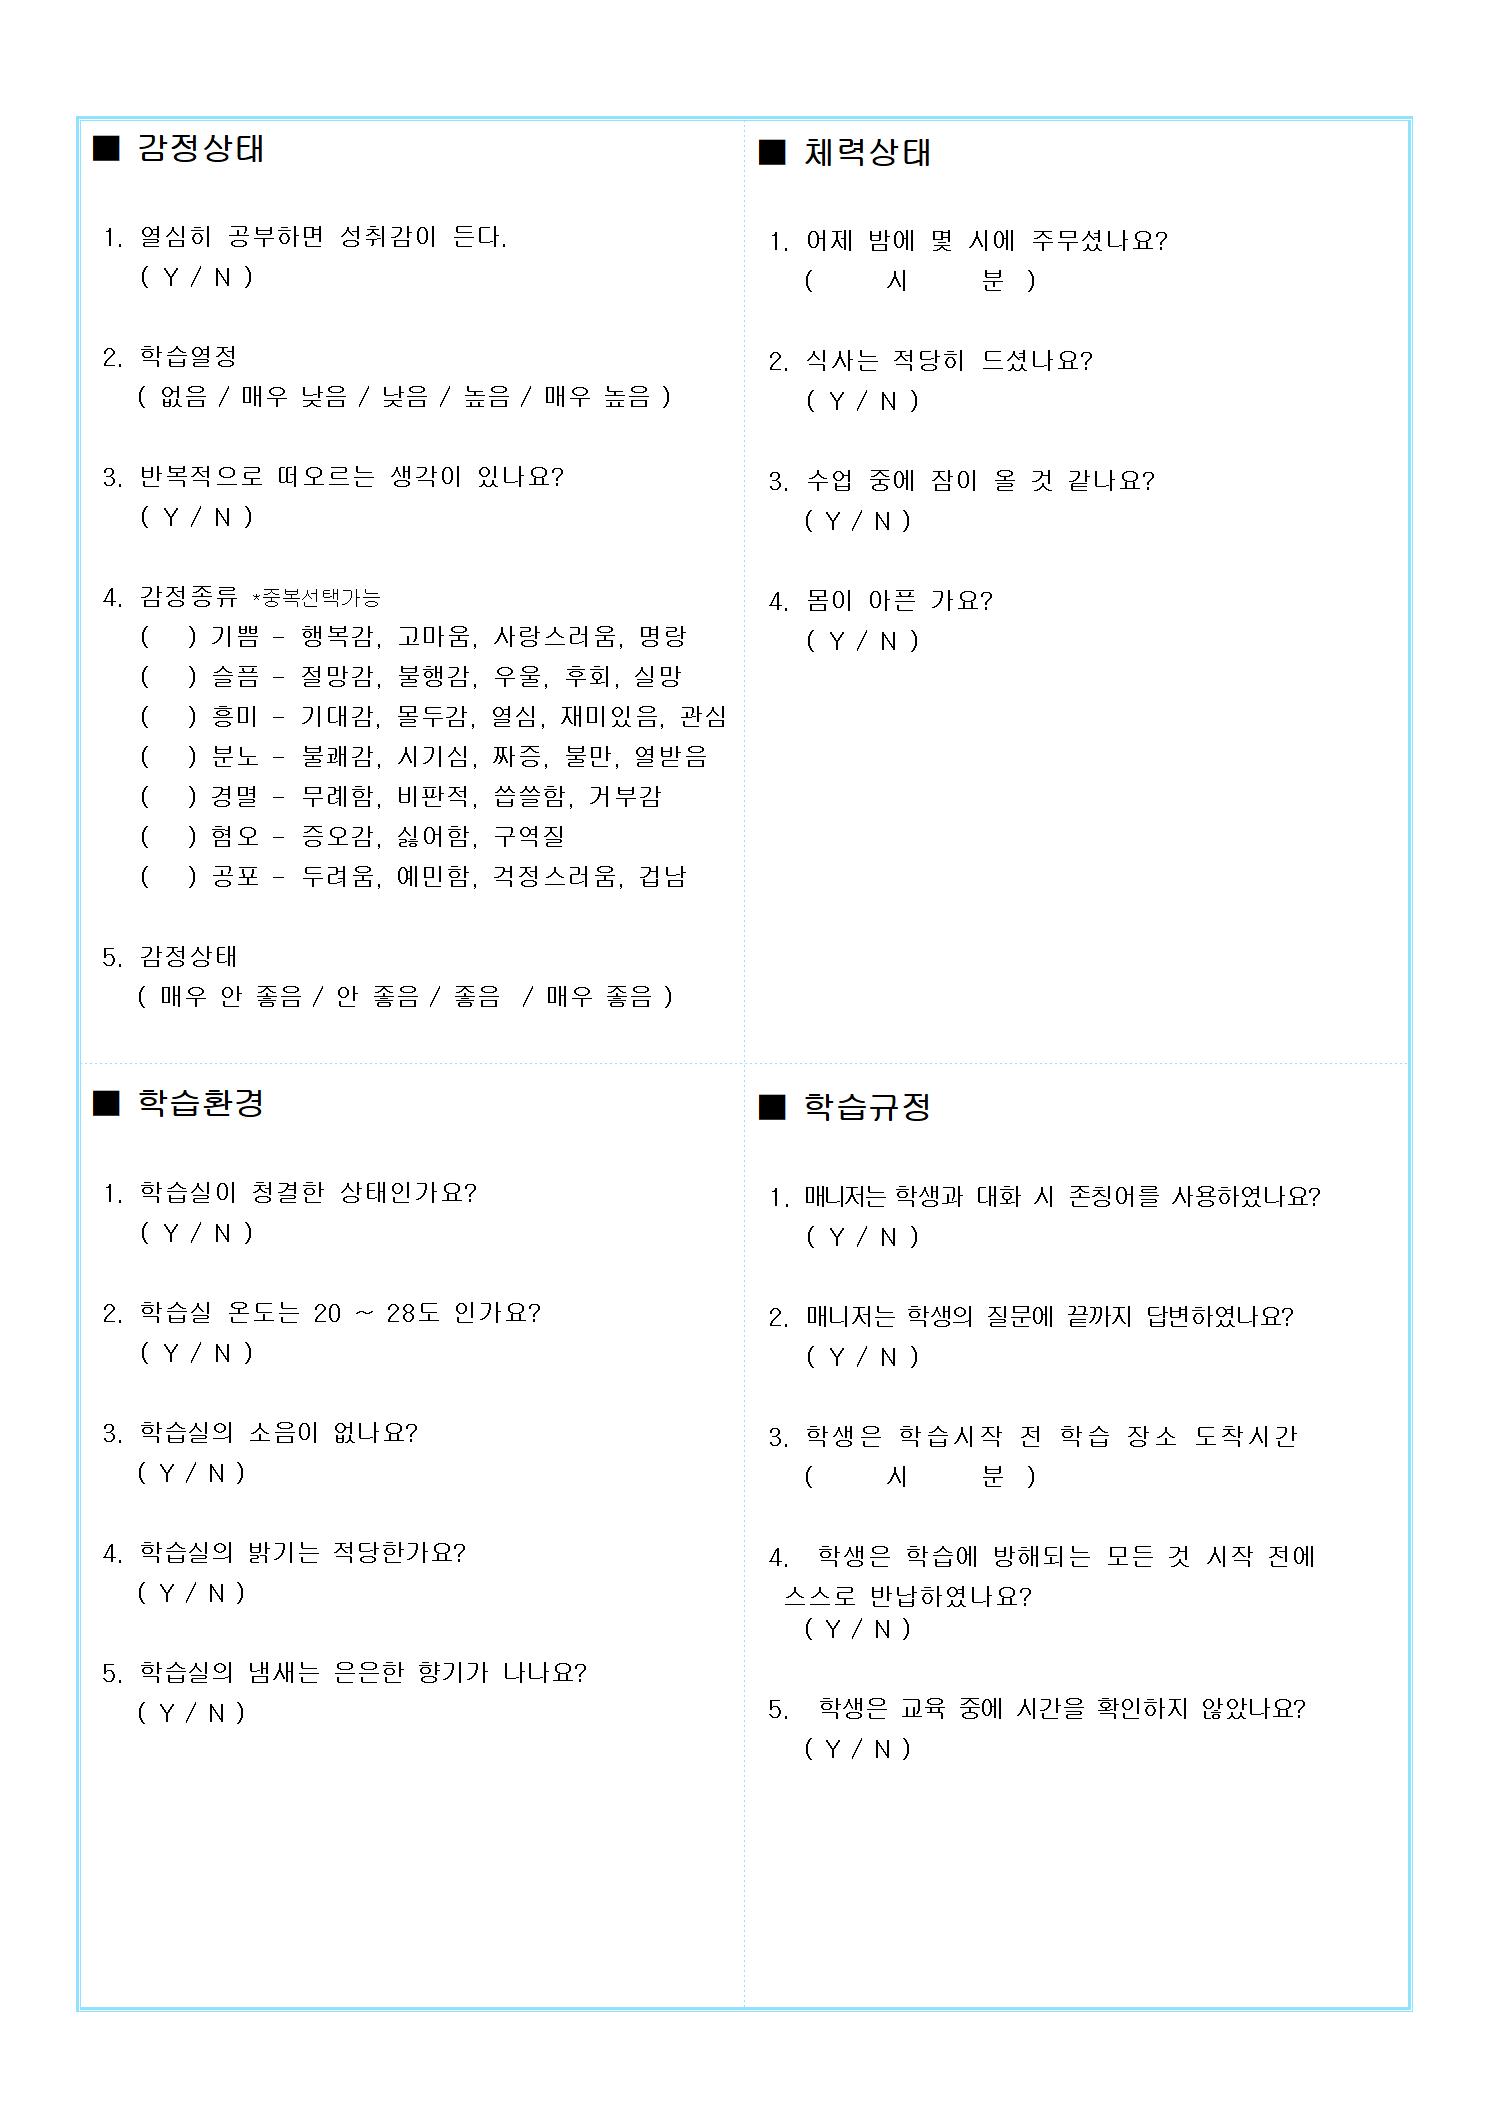 ■ 감정상태
1. 열심히 공부하면 성취감이 든다.
( Y / N )
2. 학습열정
( 없음 / 매우 낮음 / 낮음 / 높음 / 매우 높음 )
3. 반복적으로 떠오르는 생각이 있나요?
( Y / N )
4. 감정종류 *중복선택가능
( ) 기쁨 - 행복감, 고마움, 사랑스러움, 명랑
( ) 슬픔 - 절망감, 불행감, 우울, 후회, 실망
( ) 흥미 - 기대감, 몰두감, 열심, 재미있음, 관심
( ) 분노 - 불쾌감, 시기심, 짜증, 불만, 열받음
( ) 경멸 - 무례함, 비판적, 씁쓸함, 거부감
( ) 혐오 - 증오감, 싫어함, 구역질
( ) 공포 - 두려움, 예민함, 걱정스러움, 겁남
5. 감정상태
( 매우 안 좋음 / 안 좋음 / 좋음 / 매우 좋음 )
■ 체력상태
1. 어제 밤에 몇 시에 주무셨나요?
( 시 분 )
2. 식사는 적당히 드셨나요?
( Y / N )
3. 수업 중에 잠이 올 것 같나요?
( Y / N )
4. 몸이 아픈 가요?
( Y / N )
■ 학습환경
1. 학습실이 청결한 상태인가요?
( Y / N )
2. 학습실 온도는 20 ~ 28도 인가요?
( Y / N )
3. 학습실의 소음이 없나요?
( Y / N )
4. 학습실의 밝기는 적당한가요?
( Y / N )
5. 학습실의 냄새는 은은한 향기가 나나요?
( Y / N )
■ 학습규정
1. 매니저는 학생과 대화 시 존칭어를 사용하였나요?
( Y / N )
2. 매니저는 학생의 질문에 끝까지 답변하였나요?
( Y / N )
3. 학생은 학습시작 전 학습 장소 도착시간
( 시 분 )
4. 학생은 학습에 방해되는 모든 것 시작 전에
스스로 반납하였나요?
( Y / N )
5. 학생은 교육 중에 시간을 확인하지 않았나요?
( Y / N )